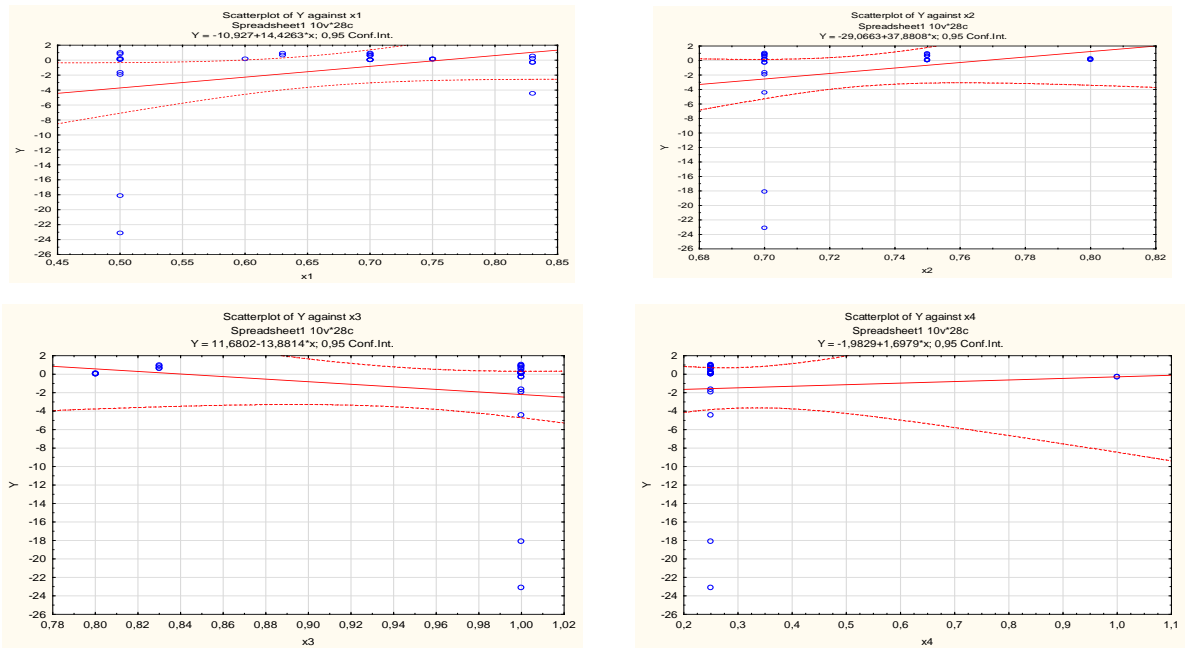 Scatterplot of Y against x1
Spreadsheet1 10v*28c
Y = -10,927+14,4263*x; 0,95 Conf.Int.
2
0
-2
-4
-6
-8
-10
-12
-14
-16
-18
-20
-22
-24
-26
Y
0,45 0,50 0,55 0,60 0,65 0,70 0,75 0,80 0,85
x1
Scatterplot of Y against x2
Spreadsheet1 10v*28c
Y = -29,0663+37,8808*x; 0,95 Conf.Int.
2
0
-2
-4
-6
-8
-10
-12
-14
-16
-18
-20
-22
-24
-26
Y
0,68 0,70 0,72 0,74 0,76 0,78 0,80 0,82
x2
Scatterplot of Y against x3
Spreadsheet1 10v*28c
Y = 11,6802-13,8814*x; 0,95 Conf.Int.
2
0
-2
-4
-6
-8
-10
-12
-14
-16
-18
-20
-22
-24
-26
Y
0,78 0,80 0,82 0,84 0,86 0,88 0,90 0,92 0,94 0,96 0,98 1,00 1,02
x3
Scatterplot of Y against x4
Spreadsheet1 10v*28c
Y = -1,9829+1,6979*x; 0,95 Conf.Int.
2
0
-2
-4
-6
-8
-10
-12
-14
-16
-18
-20
-22
-24
-26
Y
0,2 0,3 0,4 0,5 0,6 0,7 0,8 0,9 1,0 1,1
x4